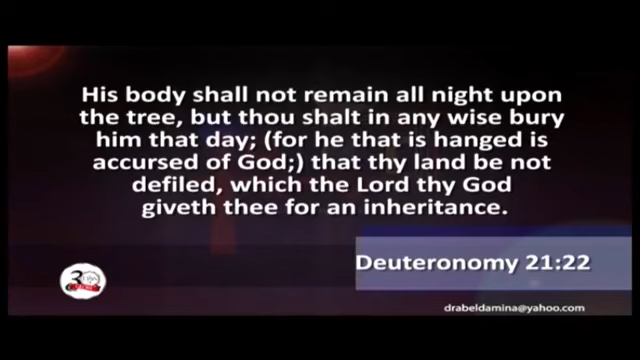 His body shall not remain all night upon
the tree, but thou shalt in any wise bury
him that day; (for he that is hanged is
accursed of God;) that thy land be not
defiled, which the Lord thy God
giveth thee for an inheritance.
Deuteronomy 21:22
drabeldamina@yahoo.com